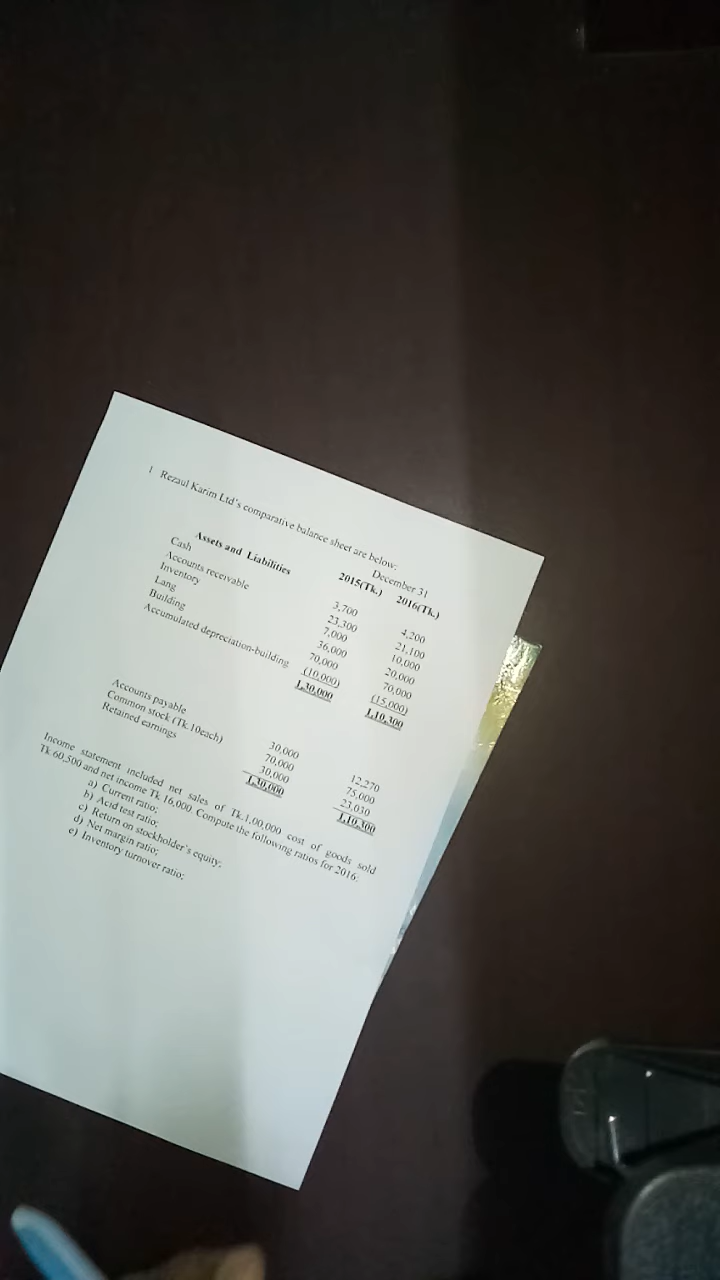 1 Rezaul Karim Ltd's comparative balance sheet are below:
December 31
Assets and Liabilities 2015(Tk.) 2016(Tk.)
Cash 3,700 4,200
Accounts receivable 23,300 21,100
Inventory 7,000 10,000
Lang 36,000 20,000
Building 70,000 70,000
Accumulated depreciation-building (10,000) (15,000)
1,30,000 1,10,300
Accounts payable 30,000 12,270
Common stock (Tk.10each) 70,000 75,000
Retained earnings 30,000 23,030
1,30,000 1,10,300
Income statement included net sales of Tk.1,00,000 cost of goods sold
Tk 60,500 and net income Tk 16,000. Compute the following ratios for 2016:
a) Current ratio;
b) Acid test ratio;
c) Return on stockholder's equity;
d) Net margin ratio;
e) Inventory turnover ratio;